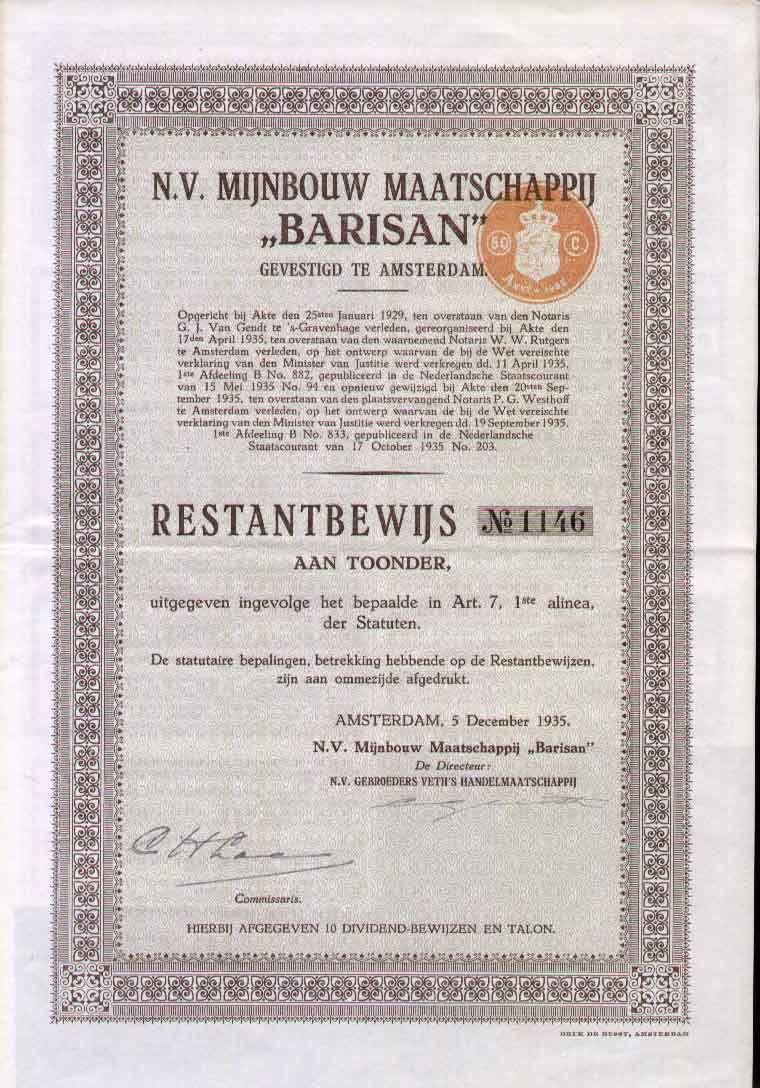 N.V. MIJNBOUW MAATSCHAPPIJ
„BARISAN"
50 C
GEVESTIGD TE AMSTERDAM.
Opgericht bij Akte den 25sten Januari 1929, ten overstaan van den Notaris
G. J. Van Gendt te 's-Gravenhage verleden, gereorganiseerd bij Akte den
17den April 1935, ten overstaan van den waarnemend Notaris W. W. Rutgers
te Amsterdam verleden, op het ontwerp waarvan de bij de Wet vereischte
verklaring van den Minister van Justitie werd verkregen dd. 11 April 1935,
1ste Afdeeling B No. 882, gepubliceerd in de Nederlandsche Staatscourant
van 15 Mei 1935 No. 94 en opnieuw gewijzigd bij Akte den 20sten Sep-
tember 1935, ten overstaan van den plaatsvervangend Notaris P. G. Westhoff
te Amsterdam verleden, op het ontwerp waarvan de bij de Wet vereischte
verklaring van den Minister van Justitie werd verkregen dd. 19 September 1935,
1ste Afdeeling B No. 833, gepubliceerd in de Nederlandsche
Staatscourant van 17 October 1935 No. 203.
RESTANTBEWIJS № 1146
AAN TOONDER,
uitgegeven ingevolge het bepaalde in Art. 7, 1ste alinea,
der Statuten.
De statutaire bepalingen, betrekking hebbende op de Restantbewijzen,
zijn aan ommezijde afgedrukt.
AMSTERDAM, 5 December 1935.
N.V. Mijnbouw Maatschappij „Barisan"
De Directeur:
N.V. GEBROEDERS VETH'S HANDELMAATSCHAPPIJ
Commissaris.
HIERBIJ AFGEGEVEN 10 DIVIDEND-BEWIJZEN EN TALON.
DRUK DE BUSSY, AMSTERDAM